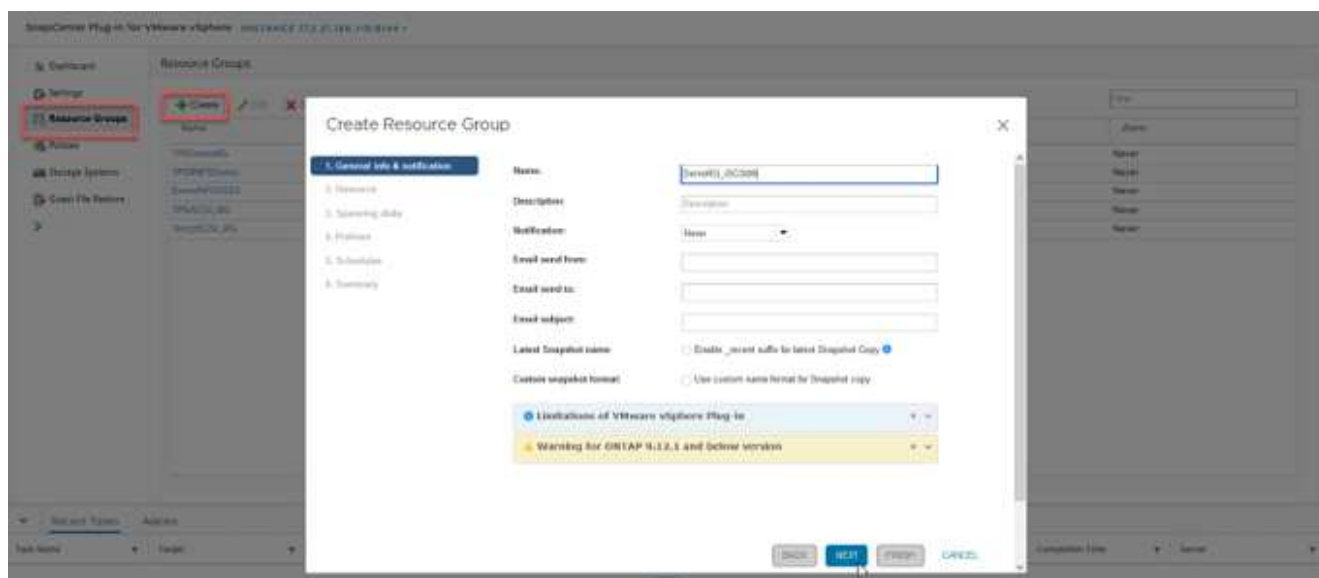 SnapCenter Plug-in for VMware vSphere
Dashboard
Settings
Resource Groups
Policies
Storage Systems
Guest File Restore
Resource Groups
Create
Name
Create Resource Group
1. General info & notification
2. Resource
3. Spanning disks
4. Policies
5. Schedules
6. Summary
Name:
Description:
Description
Notification:
Never
Email send from:
Email send to:
Email subject:
Latest Snapshot name
Enable _recent suffix for latest Snapshot Copy
Custom snapshot format:
Use custom name format for Snapshot copy
Limitations of VMware vSphere Plug-in
Warning for ONTAP 9.12.1 and below version
BACK
NEXT
FINISH
CANCEL
Filter
Alerts
Never
Never
Never
Never
Never
Recent Tasks
Alarms
Task Name
Target
Completion Time
Server